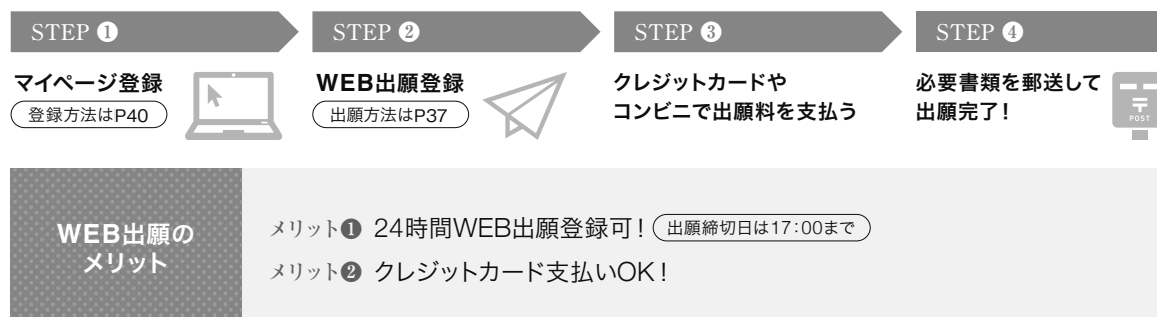 STEP ❶
マイページ登録
登録方法はP40
STEP ❷
WEB出願登録
出願方法はP37
STEP ❸
クレジットカードや
コンビニで出願料を支払う
STEP ❹
必要書類を郵送して
出願完了！
〒
POST
WEB出願の
メリット
メリット❶ 24時間WEB出願登録可！ 出願締切日は17：00まで
メリット❷ クレジットカード支払いOK！